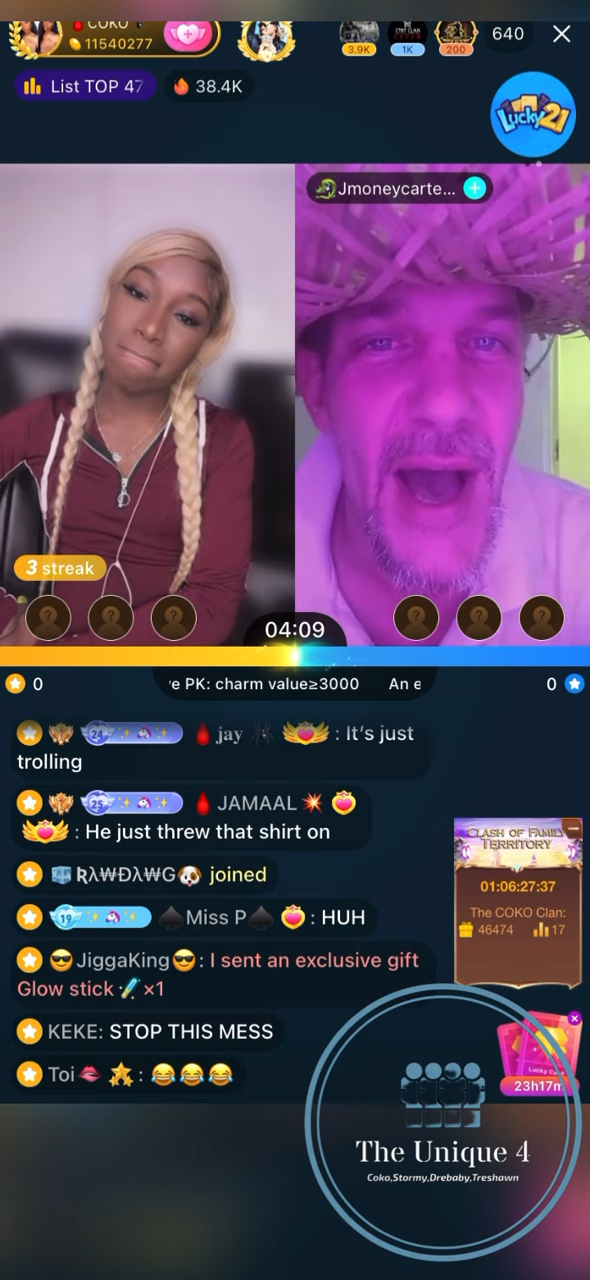 COKO
11540277
3.9K
1K
200
640
List TOP 47
38.4K
Lucky21
Jmoneycarte...
3 streak
04:09
0
e PK: charm value≥3000 An e
0
24 jay : It's just
trolling
25 JAMAAL
: He just threw that shirt on
Ʀλ₩Đλ₩G joined
19 Miss P : HUH
JiggaKing: I sent an exclusive gift
Glow stick ×1
KEKE: STOP THIS MESS
Toi : 😂😂😂
CLASH OF FAMILY
TERRITORY
01:06:27:37
The COKO Clan:
46474 17
23h17m
The Unique 4
Coko,Stormy,Drebaby,Treshawn